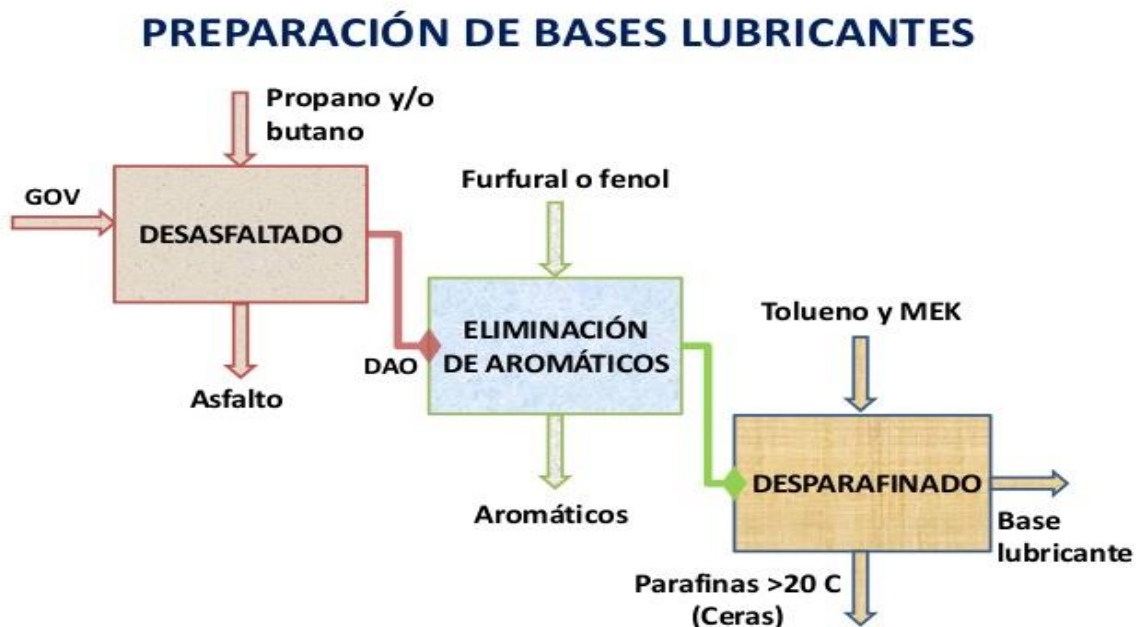 PREPARACIÓN DE BASES LUBRICANTES
Propano y/o
butano
GOV
DESASFALTADO
Asfalto
DAO
Furfural o fenol
ELIMINACIÓN
DE AROMÁTICOS
Aromáticos
Tolueno y MEK
DESPARAFINADO
Base
lubricante
Parafinas >20 C
(Ceras)